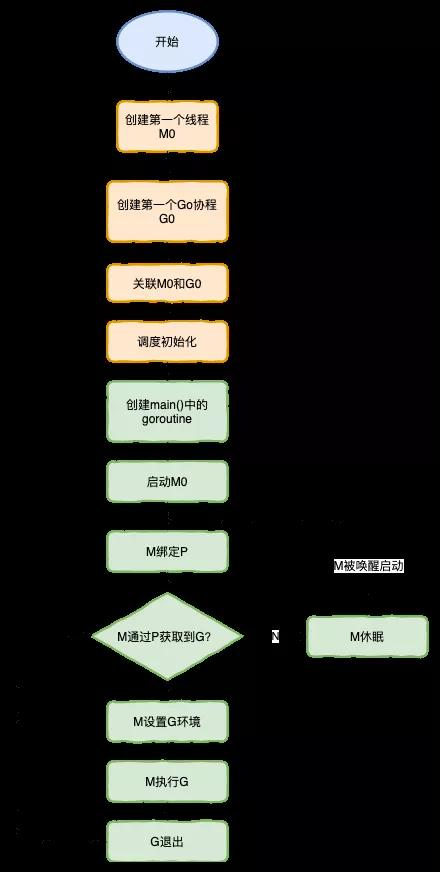 开始
创建第一个线程
M0
创建第一个Go协程
G0
关联M0和G0
调度初始化
创建main()中的
goroutine
启动M0
M绑定P
M被唤醒启动
M通过P获取到G?
N
M休眠
M设置G环境
M执行G
G退出